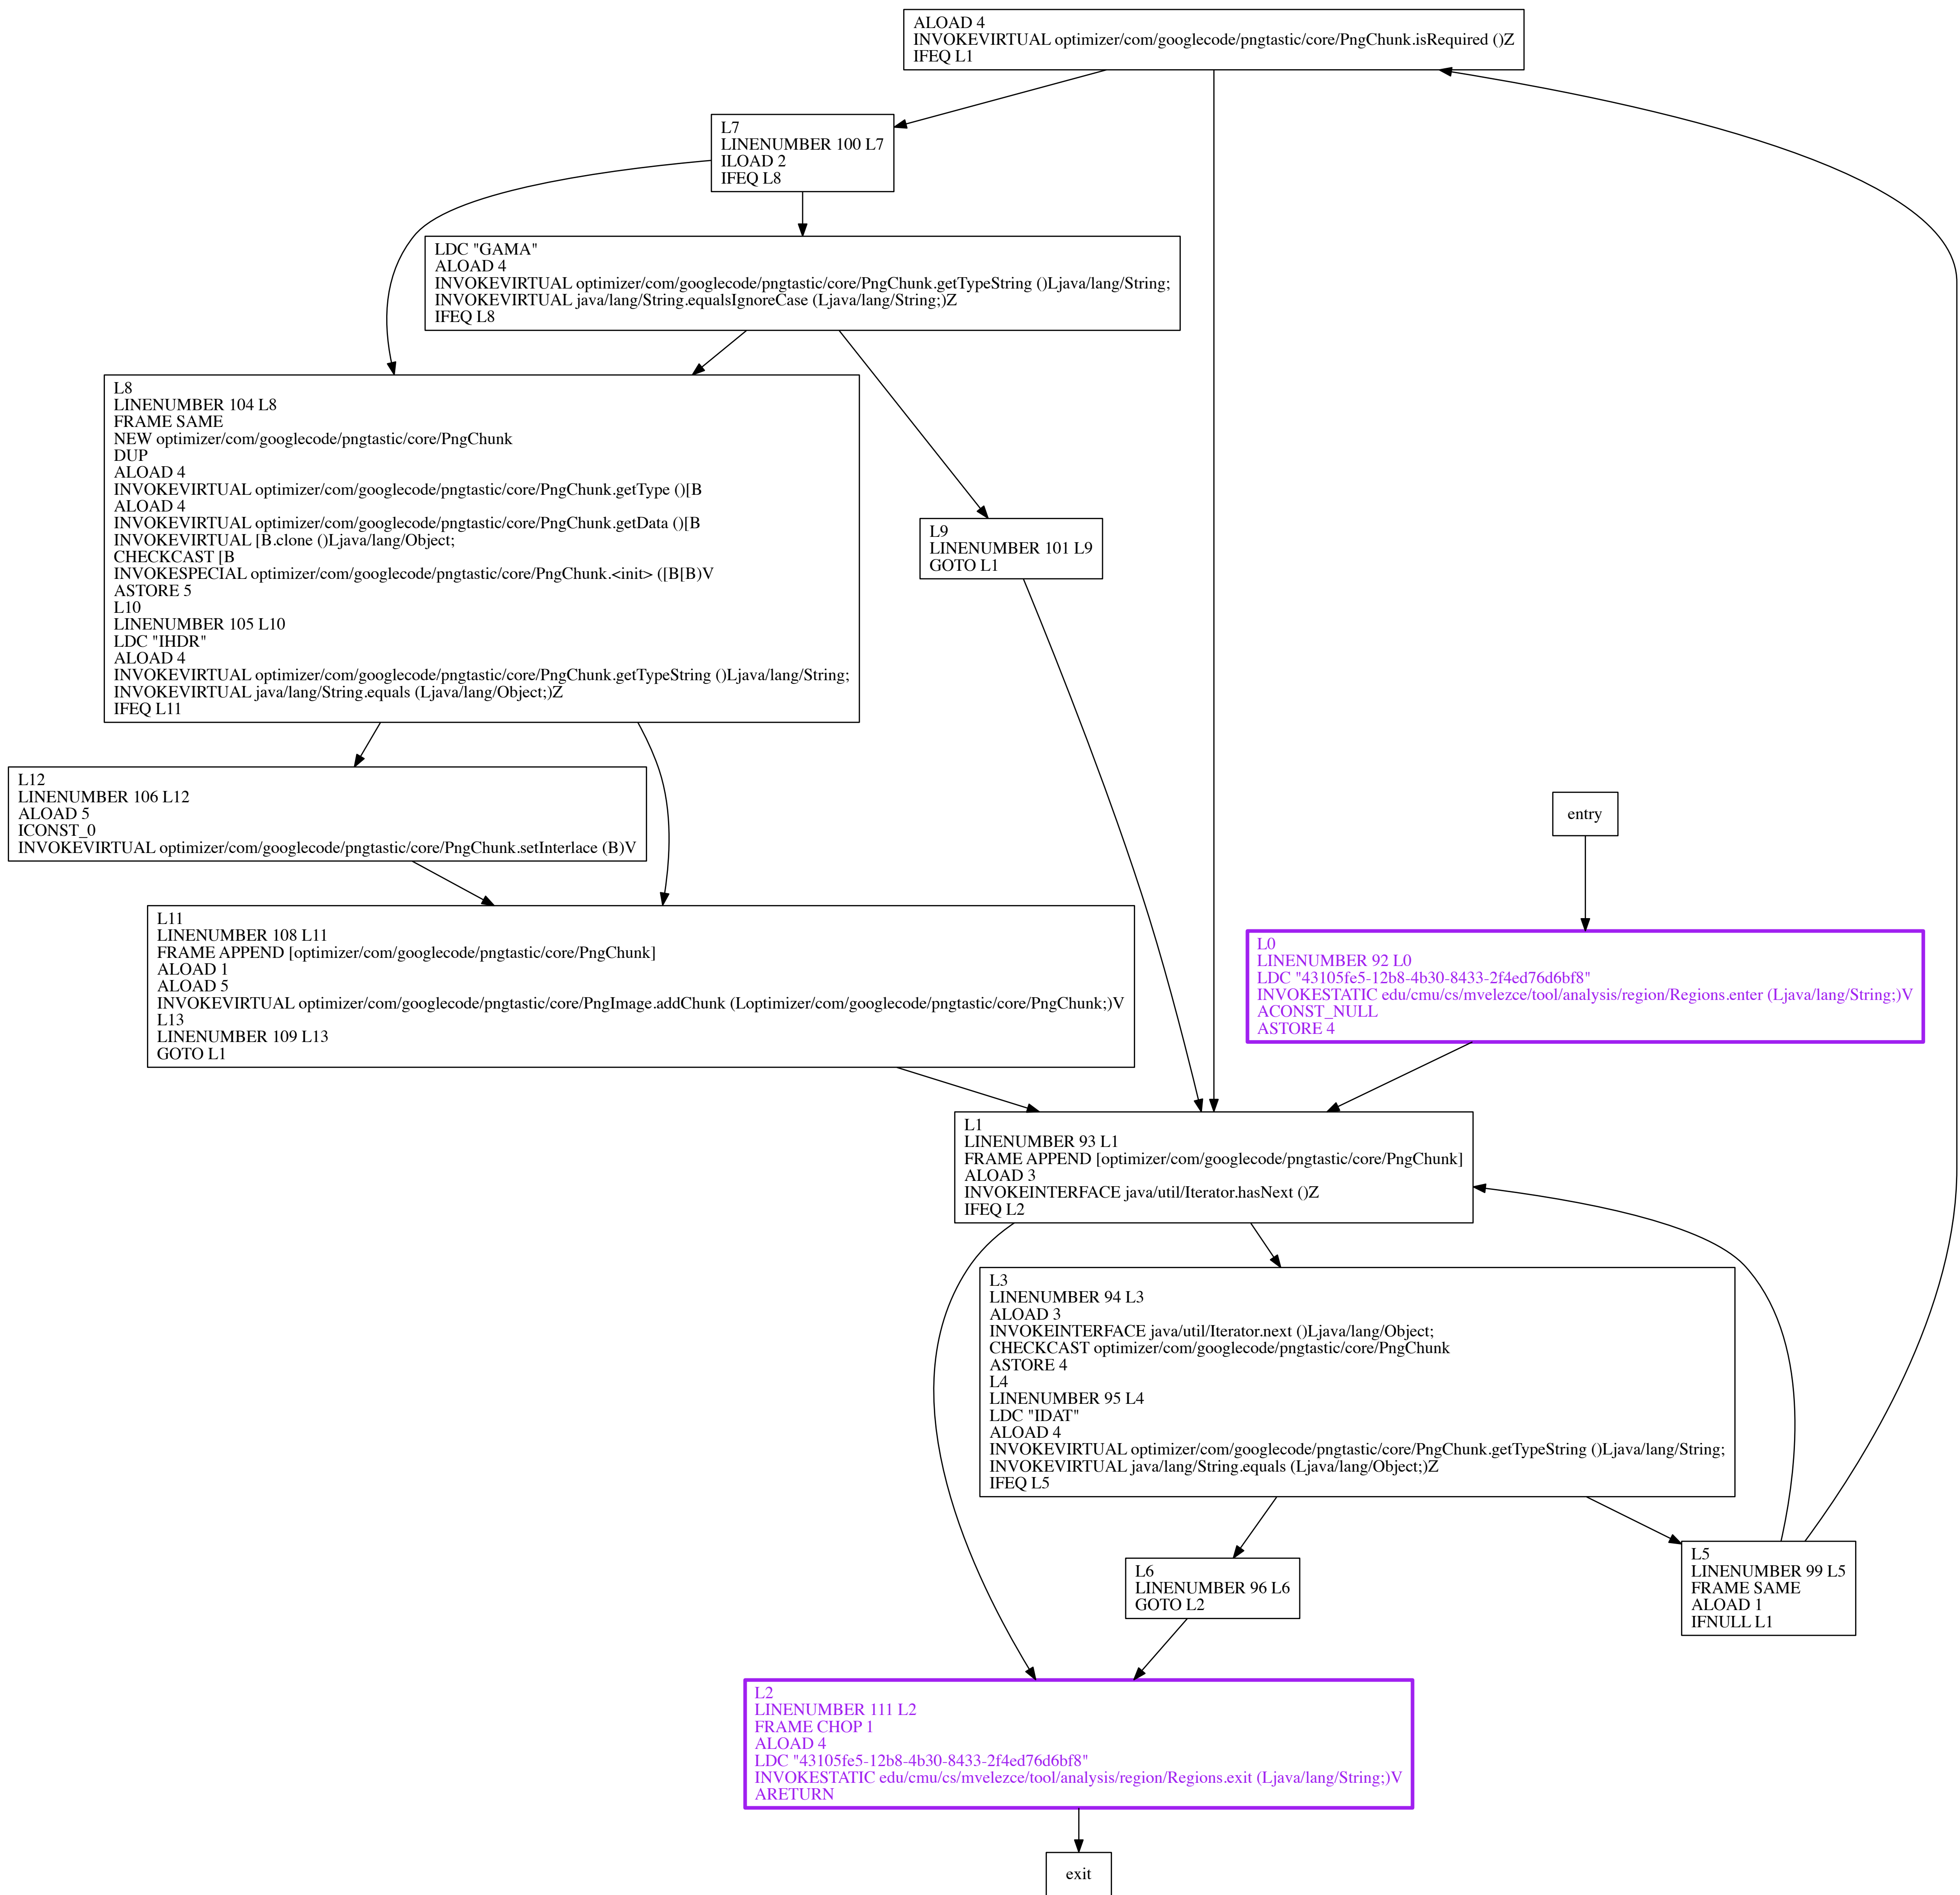 ALOAD 4
INVOKEVIRTUAL optimizer/com/googlecode/pngtastic/core/PngChunk.isRequired ()Z
IFEQ L1
L7
LINENUMBER 100 L7
ILOAD 2
IFEQ L8
LDC "GAMA"
ALOAD 4
INVOKEVIRTUAL optimizer/com/googlecode/pngtastic/core/PngChunk.getTypeString ()Ljava/lang/String;
INVOKEVIRTUAL java/lang/String.equalsIgnoreCase (Ljava/lang/String;)Z
IFEQ L8
L8
LINENUMBER 104 L8
FRAME SAME
NEW optimizer/com/googlecode/pngtastic/core/PngChunk
DUP
ALOAD 4
INVOKEVIRTUAL optimizer/com/googlecode/pngtastic/core/PngChunk.getType ()[B
ALOAD 4
INVOKEVIRTUAL optimizer/com/googlecode/pngtastic/core/PngChunk.getData ()[B
INVOKEVIRTUAL [B.clone ()Ljava/lang/Object;
CHECKCAST [B
INVOKESPECIAL optimizer/com/googlecode/pngtastic/core/PngChunk.<init> ([B[B)V
ASTORE 5
L10
LINENUMBER 105 L10
LDC "IHDR"
ALOAD 4
INVOKEVIRTUAL optimizer/com/googlecode/pngtastic/core/PngChunk.getTypeString ()Ljava/lang/String;
INVOKEVIRTUAL java/lang/String.equals (Ljava/lang/Object;)Z
IFEQ L11
L9
LINENUMBER 101 L9
GOTO L1
L12
LINENUMBER 106 L12
ALOAD 5
ICONST_0
INVOKEVIRTUAL optimizer/com/googlecode/pngtastic/core/PngChunk.setInterlace (B)V
entry
L11
LINENUMBER 108 L11
FRAME APPEND [optimizer/com/googlecode/pngtastic/core/PngChunk]
ALOAD 1
ALOAD 5
INVOKEVIRTUAL optimizer/com/googlecode/pngtastic/core/PngImage.addChunk (Loptimizer/com/googlecode/pngtastic/core/PngChunk;)V
L13
LINENUMBER 109 L13
GOTO L1
L0
LINENUMBER 92 L0
LDC "43105fe5-12b8-4b30-8433-2f4ed76d6bf8"
INVOKESTATIC edu/cmu/cs/mvelezce/tool/analysis/region/Regions.enter (Ljava/lang/String;)V
ACONST_NULL
ASTORE 4
L1
LINENUMBER 93 L1
FRAME APPEND [optimizer/com/googlecode/pngtastic/core/PngChunk]
ALOAD 3
INVOKEINTERFACE java/util/Iterator.hasNext ()Z
IFEQ L2
L3
LINENUMBER 94 L3
ALOAD 3
INVOKEINTERFACE java/util/Iterator.next ()Ljava/lang/Object;
CHECKCAST optimizer/com/googlecode/pngtastic/core/PngChunk
ASTORE 4
L4
LINENUMBER 95 L4
LDC "IDAT"
ALOAD 4
INVOKEVIRTUAL optimizer/com/googlecode/pngtastic/core/PngChunk.getTypeString ()Ljava/lang/String;
INVOKEVIRTUAL java/lang/String.equals (Ljava/lang/Object;)Z
IFEQ L5
L6
LINENUMBER 96 L6
GOTO L2
L5
LINENUMBER 99 L5
FRAME SAME
ALOAD 1
IFNULL L1
L2
LINENUMBER 111 L2
FRAME CHOP 1
ALOAD 4
LDC "43105fe5-12b8-4b30-8433-2f4ed76d6bf8"
INVOKESTATIC edu/cmu/cs/mvelezce/tool/analysis/region/Regions.exit (Ljava/lang/String;)V
ARETURN
exit